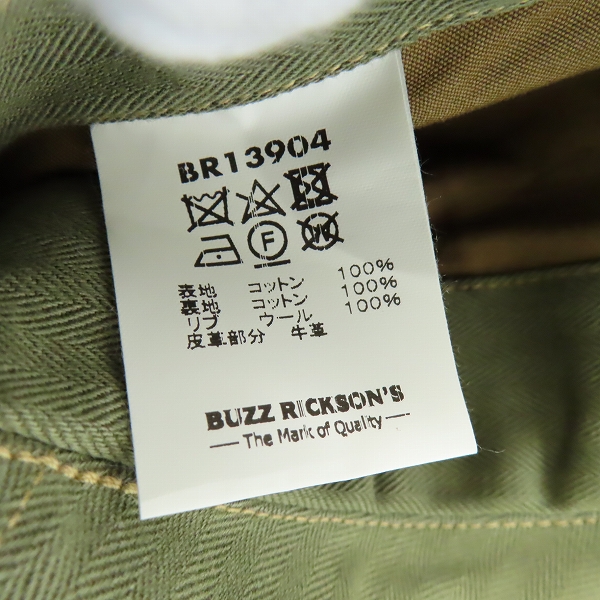 BR13904
F
表地 コットン 100%
裏地 コットン 100%
リブ ウール 100%
皮革部分 牛革
BUZZ RICKSON'S
The Mark of Quality